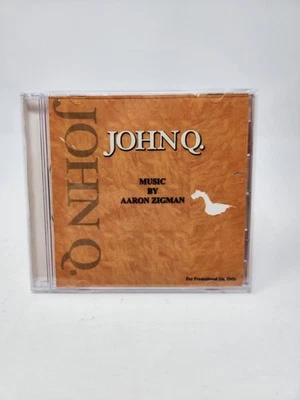 JOHN Q.
JOHN Q.
MUSIC
BY
AARON ZIGMAN
For Promotional Use Only